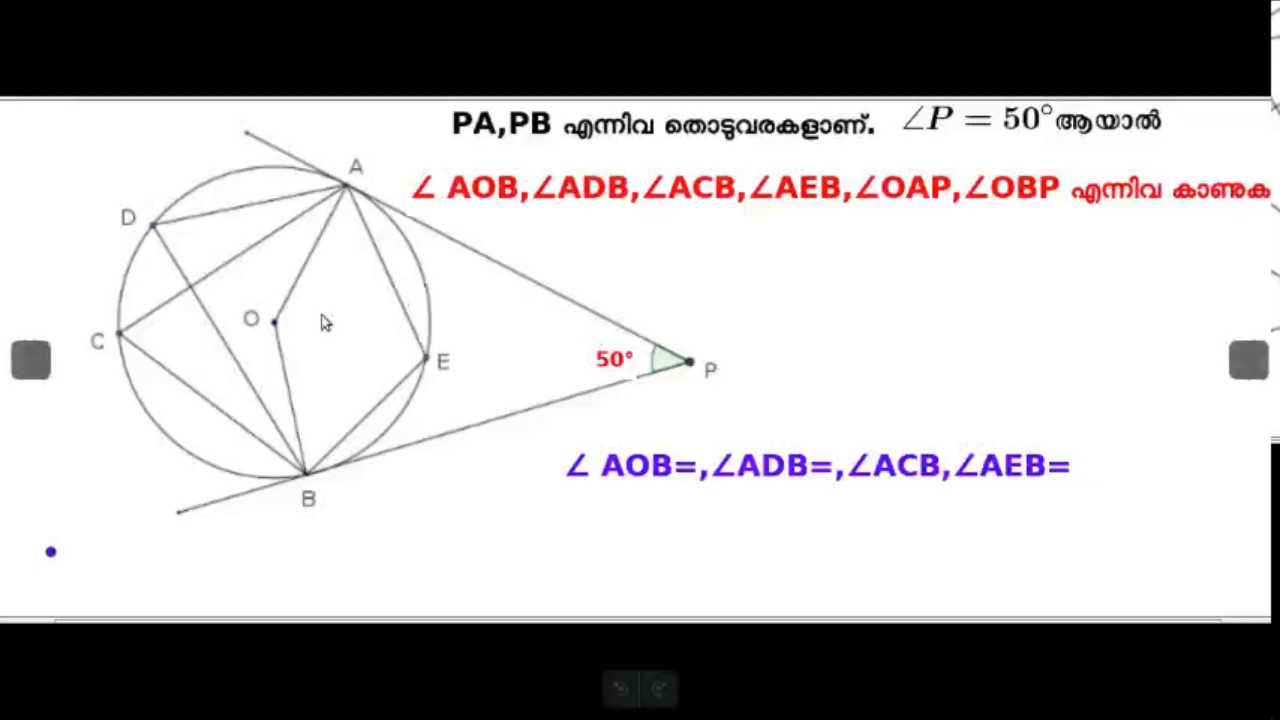 PA,PB എന്നിവ തൊടുവരകളാണ്. ∠P = 50° ആയാൽ
∠ AOB,∠ADB,∠ACB,∠AEB,∠OAP,∠OBP എന്നിവ കാണുക
A
D
O
C
E
50°
P
∠ AOB=,∠ADB=,∠ACB,∠AEB=
B